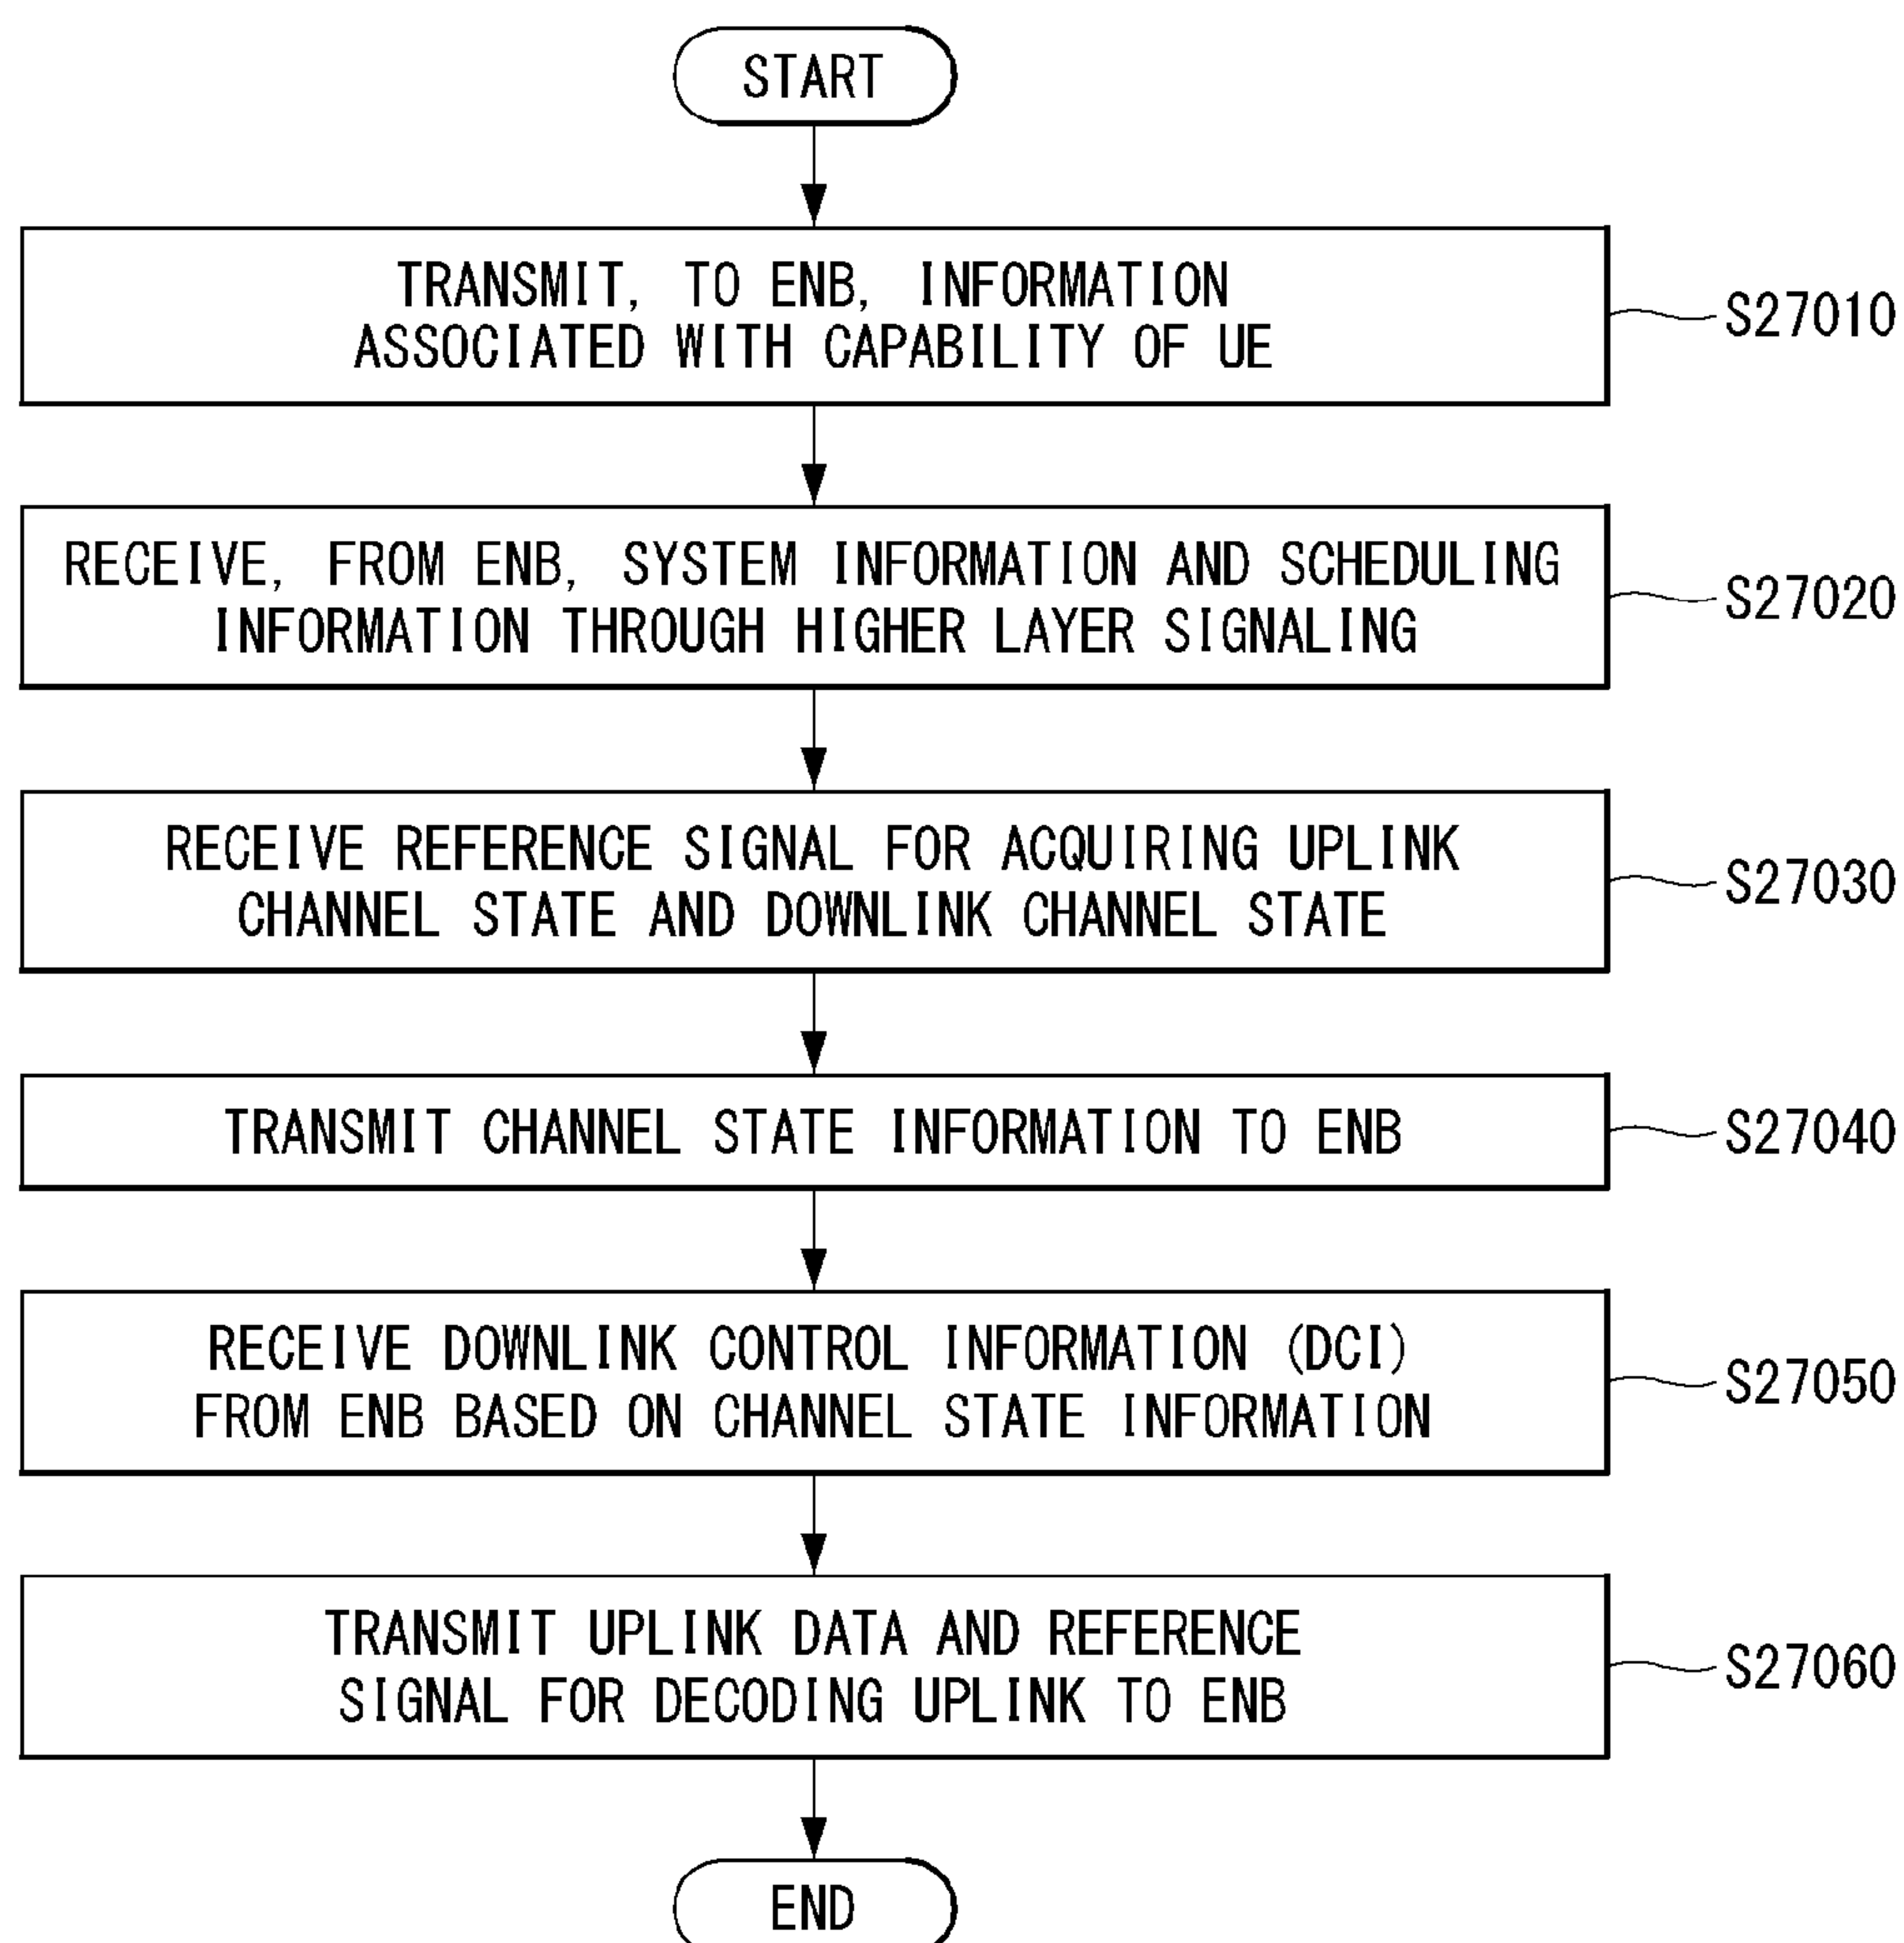 START
TRANSMIT, TO ENB, INFORMATION
ASSOCIATED WITH CAPABILITY OF UE
S27010
RECEIVE, FROM ENB, SYSTEM INFORMATION AND SCHEDULING
INFORMATION THROUGH HIGHER LAYER SIGNALING
S27020
RECEIVE REFERENCE SIGNAL FOR ACQUIRING UPLINK
CHANNEL STATE AND DOWNLINK CHANNEL STATE
S27030
TRANSMIT CHANNEL STATE INFORMATION TO ENB
S27040
RECEIVE DOWNLINK CONTROL INFORMATION (DCI)
FROM ENB BASED ON CHANNEL STATE INFORMATION
S27050
TRANSMIT UPLINK DATA AND REFERENCE
SIGNAL FOR DECODING UPLINK TO ENB
S27060
END